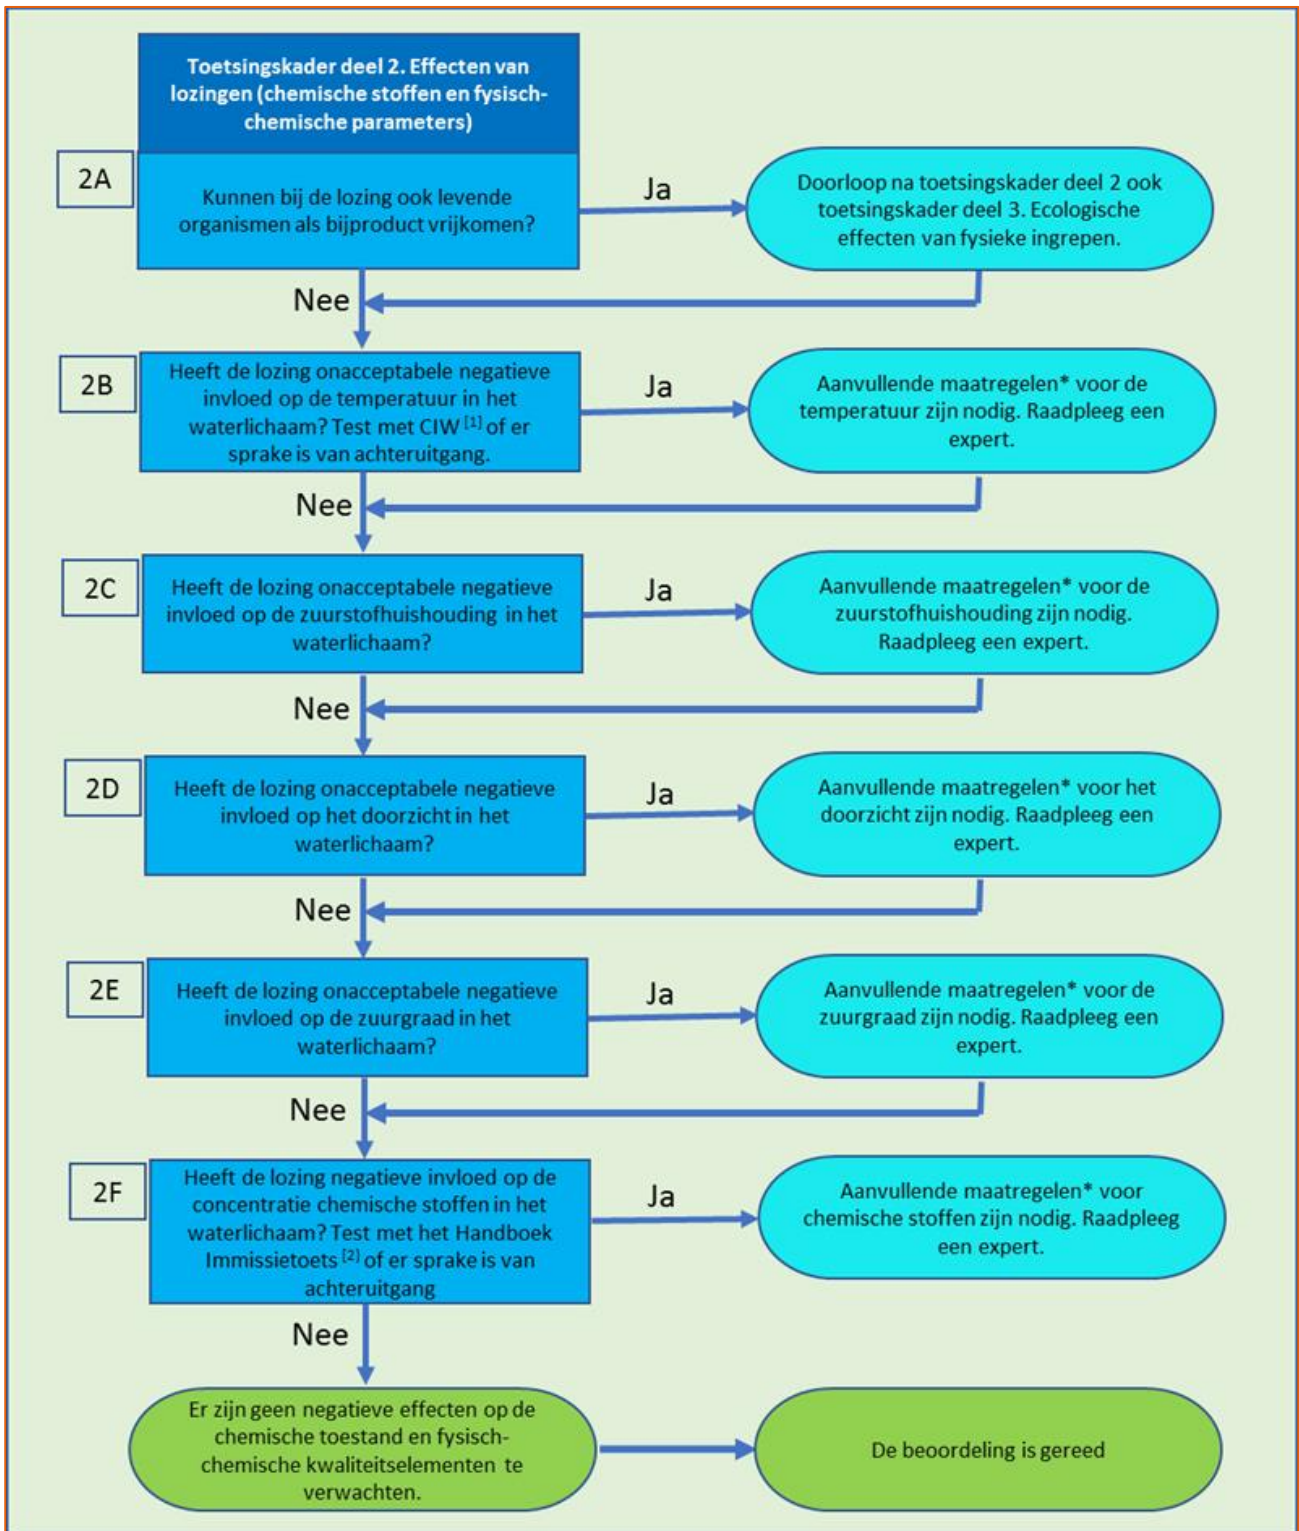 Toetsingskader deel 2. Effecten van
lozingen (chemische stoffen en fysisch-
chemische parameters)
2A
Kunnen bij de lozing ook levende
organismen als bijproduct vrijkomen?
Ja
Doorloop na toetsingskader deel 2 ook
toetsingskader deel 3. Ecologische
effecten van fysieke ingrepen.
Nee
2B
Heeft de lozing onacceptabele negatieve
invloed op de temperatuur in het
waterlichaam? Test met CIW [1] of er
sprake is van achteruitgang.
Ja
Aanvullende maatregelen* voor de
temperatuur zijn nodig. Raadpleeg een
expert.
Nee
2C
Heeft de lozing onacceptabele negatieve
invloed op de zuurstofhuishouding in het
waterlichaam?
Ja
Aanvullende maatregelen* voor de
zuurstofhuishouding zijn nodig.
Raadpleeg een expert.
Nee
2D
Heeft de lozing onacceptabele negatieve
invloed op het doorzicht in het
waterlichaam?
Ja
Aanvullende maatregelen* voor het
doorzicht zijn nodig. Raadpleeg een
expert.
Nee
2E
Heeft de lozing onacceptabele negatieve
invloed op de zuurgraad in het
waterlichaam?
Ja
Aanvullende maatregelen* voor de
zuurgraad zijn nodig. Raadpleeg een
expert.
Nee
2F
Heeft de lozing negatieve invloed op de
concentratie chemische stoffen in het
waterlichaam? Test met het Handboek
Immissietoets [2] of er sprake is van
achteruitgang
Ja
Aanvullende maatregelen* voor
chemische stoffen zijn nodig. Raadpleeg
een expert.
Nee
Er zijn geen negatieve effecten op de
chemische toestand en fysisch-
chemische kwaliteitselementen te
verwachten.
De beoordeling is gereed